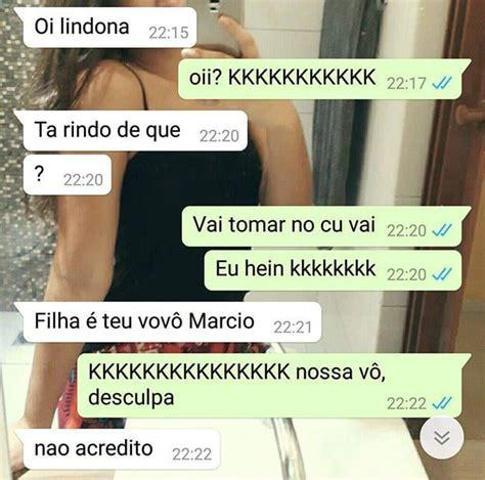 Oi lindona 22:15
oii? KKKKKKKKKKK 22:17
Ta rindo de que 22:20
? 22:20
Vai tomar no cu vai 22:20
Eu hein kkkkkkkk 22:20
Filha é teu vovô Marcio 22:21
KKKKKKKKKKKKKKK nossa vô,
desculpa 22:22
nao acredito 22:22